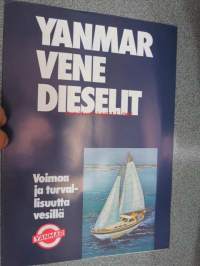 YANMAR
VENE
DIESELIT
Voimaa
ja turval-
lisuutta
vesillä
YANMAR